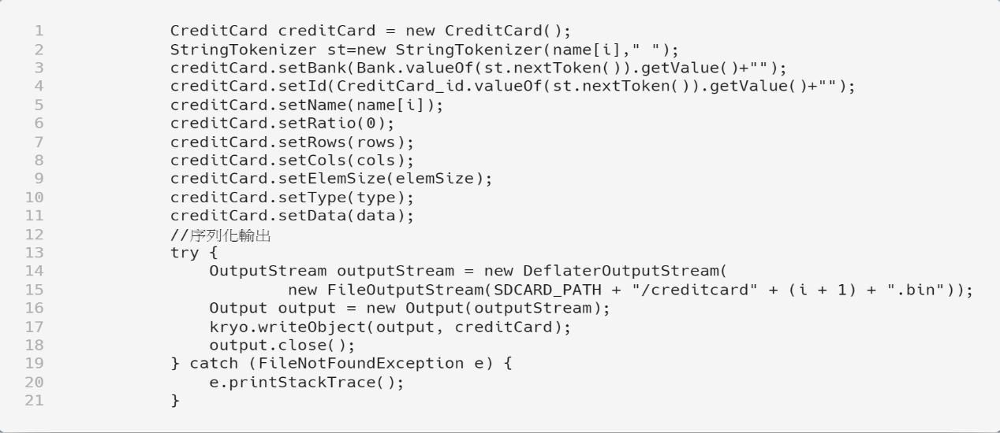 1 CreditCard creditCard = new CreditCard();
2 StringTokenizer st=new StringTokenizer(name[i]," ");
3 creditCard.setBank(Bank.valueOf(st.nextToken()).getValue()+"");
4 creditCard.setId(CreditCard_id.valueOf(st.nextToken()).getValue()+"");
5 creditCard.setName(name[i]);
6 creditCard.setRatio(0);
7 creditCard.setRows(rows);
8 creditCard.setCols(cols);
9 creditCard.setElemSize(elemSize);
10 creditCard.setType(type);
11 creditCard.setData(data);
12 //序列化輸出
13 try {
14 OutputStream outputStream = new DeflaterOutputStream(
15 new FileOutputStream(SDCARD_PATH + "/creditcard" + (i + 1) + ".bin"));
16 Output output = new Output(outputStream);
17 kryo.writeObject(output, creditCard);
18 output.close();
19 } catch (FileNotFoundException e) {
20 e.printStackTrace();
21 }